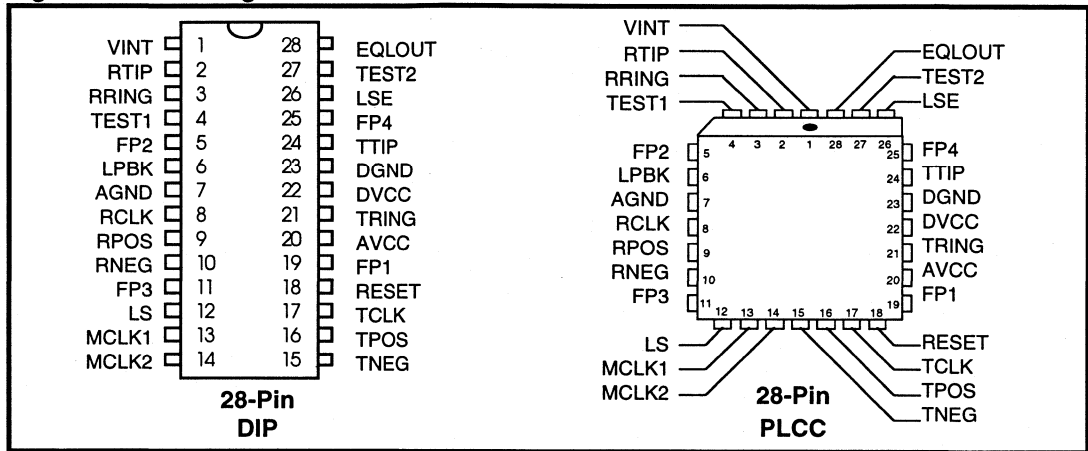 VINT 1 28 EQLOUT
RTIP 2 27 TEST2
RRING 3 26 LSE
TEST1 4 25 FP4
FP2 5 24 TTIP
LPBK 6 23 DGND
AGND 7 22 DVCC
RCLK 8 21 TRING
RPOS 9 20 AVCC
RNEG 10 19 FP1
FP3 11 18 RESET
LS 12 17 TCLK
MCLK1 13 16 TPOS
MCLK2 14 15 TNEG
28-Pin
DIP
VINT
RTIP EQLOUT
RRING TEST2
TEST1 LSE
4 3 2 1 28 27 26
FP2 5 25 FP4
LPBK 6 24 TTIP
AGND 7 23 DGND
RCLK 8 22 DVCC
RPOS 9 21 TRING
RNEG 10 20 AVCC
FP3 11 19 FP1
12 13 14 15 16 17 18
LS RESET
MCLK1 TCLK
MCLK2 TPOS
TNEG
28-Pin
PLCC